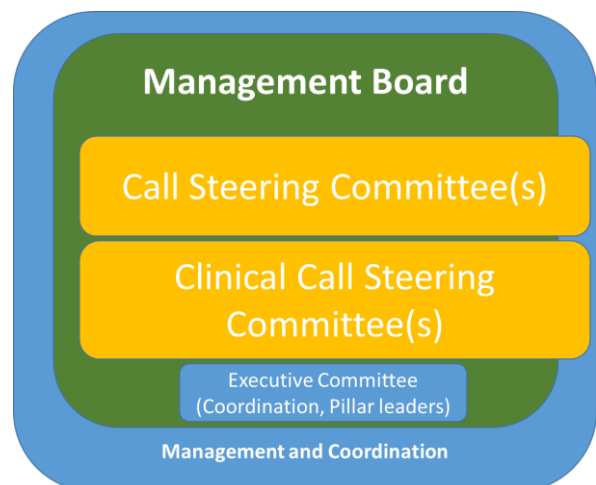 Management Board
Call Steering Committee(s)
Clinical Call Steering
Committee(s)
Executive Committee
(Coordination, Pillar leaders)
Management and Coordination